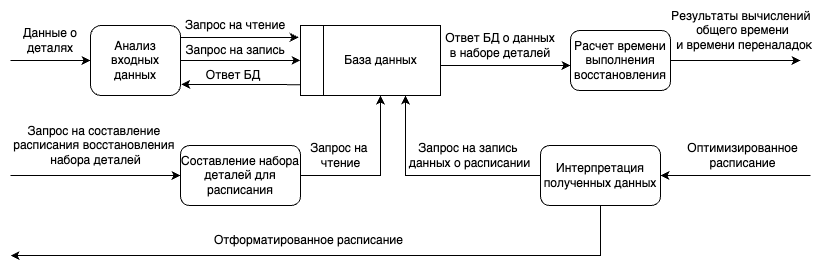 Данные о
деталях
Анализ
входных
данных
Запрос на чтение
Запрос на запись
Ответ БД
База данных
Ответ БД о данных
в наборе деталей
Расчет времени
выполнения
восстановления
Результаты вычислений
общего времени
и времени переналадок
Запрос на составление
расписания восстановления
набора деталей
Составление набора
деталей для
расписания
Запрос на
чтение
Запрос на запись
данных о расписании
Интерпретация
полученных данных
Оптимизированное
расписание
Отформатированное расписание